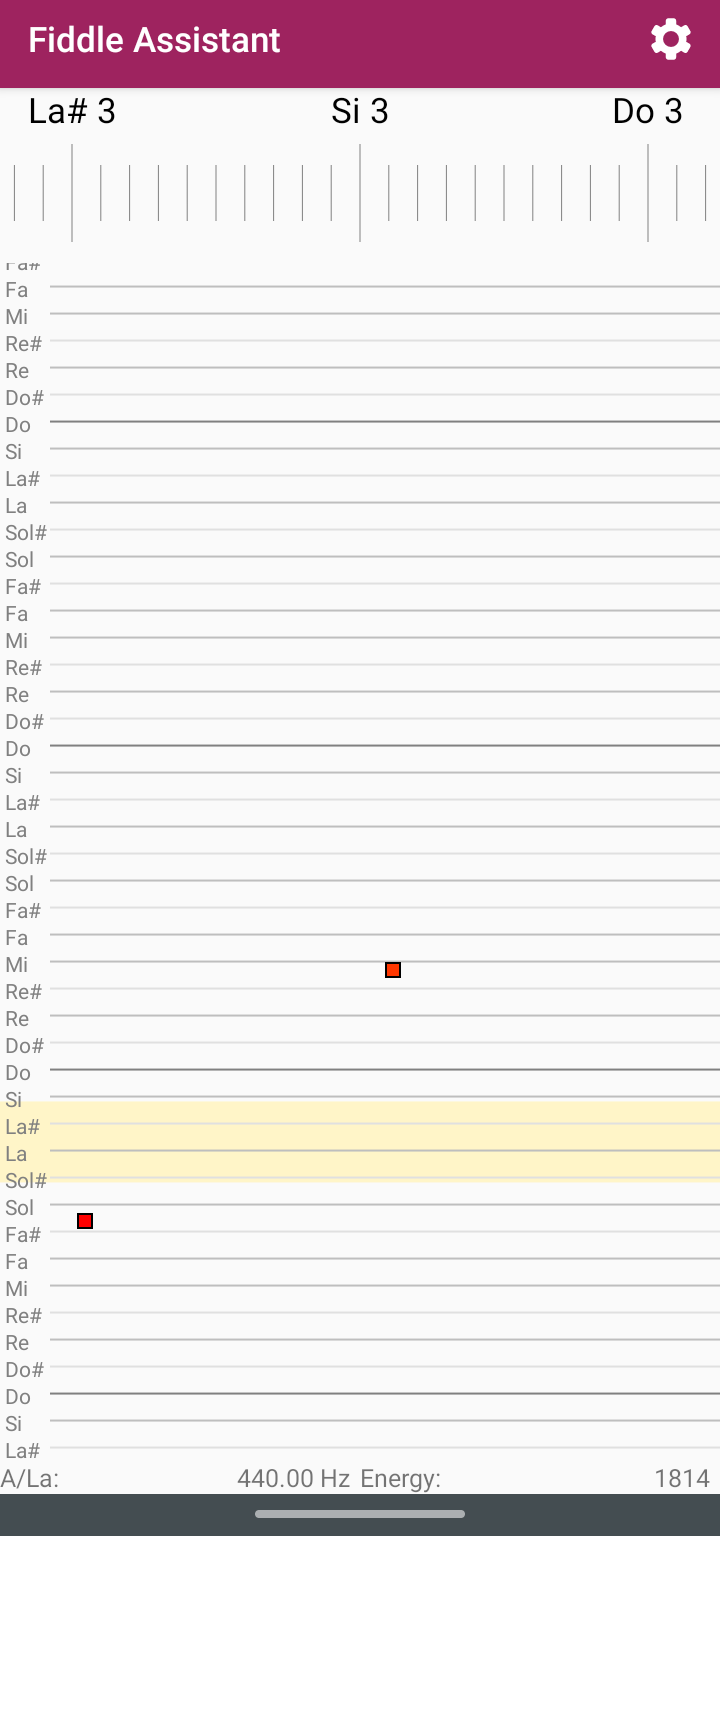 Fiddle Assistant
La# 3 Si 3 Do 3
Fa#
Fa
Mi
Re#
Re
Do#
Do
Si
La#
La
Sol#
Sol
Fa#
Fa
Mi
Re#
Re
Do#
Do
Si
La#
La
Sol#
Sol
Fa#
Fa
Mi
Re#
Re
Do#
Do
Si
La#
La
Sol#
Sol
Fa#
Fa
Mi
Re#
Re
Do#
Do
Si
La#
A/La: 440.00 Hz Energy: 1814